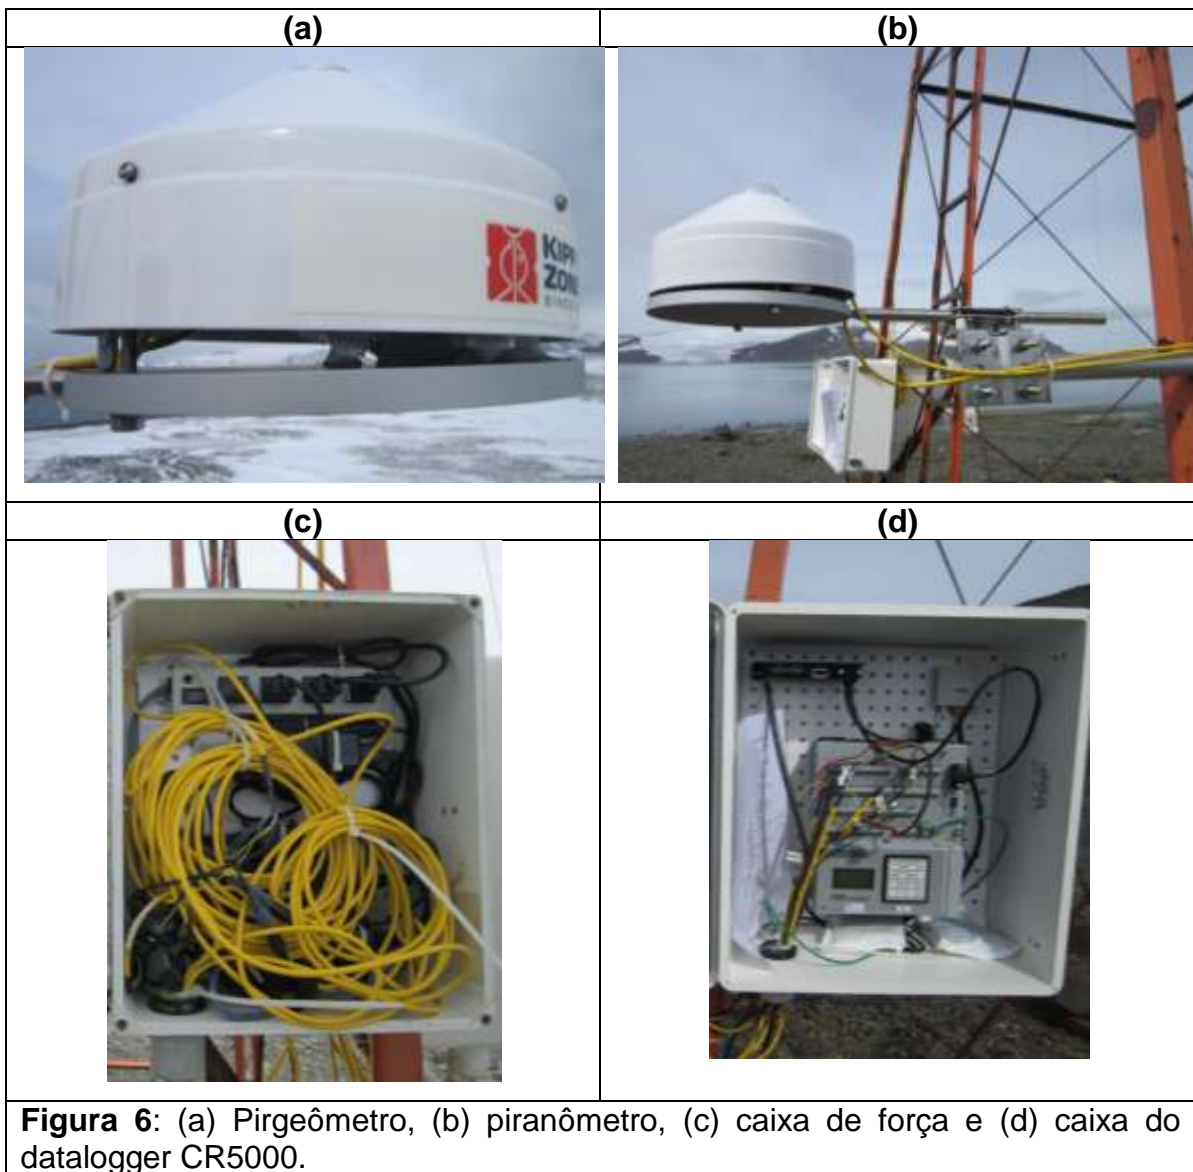 (a)
(b)
KIPP
ZONE
(c)
(d)
Figura 6: (a) Pirgeômetro, (b) piranômetro, (c) caixa de força e (d) caixa do
datalogger CR5000.